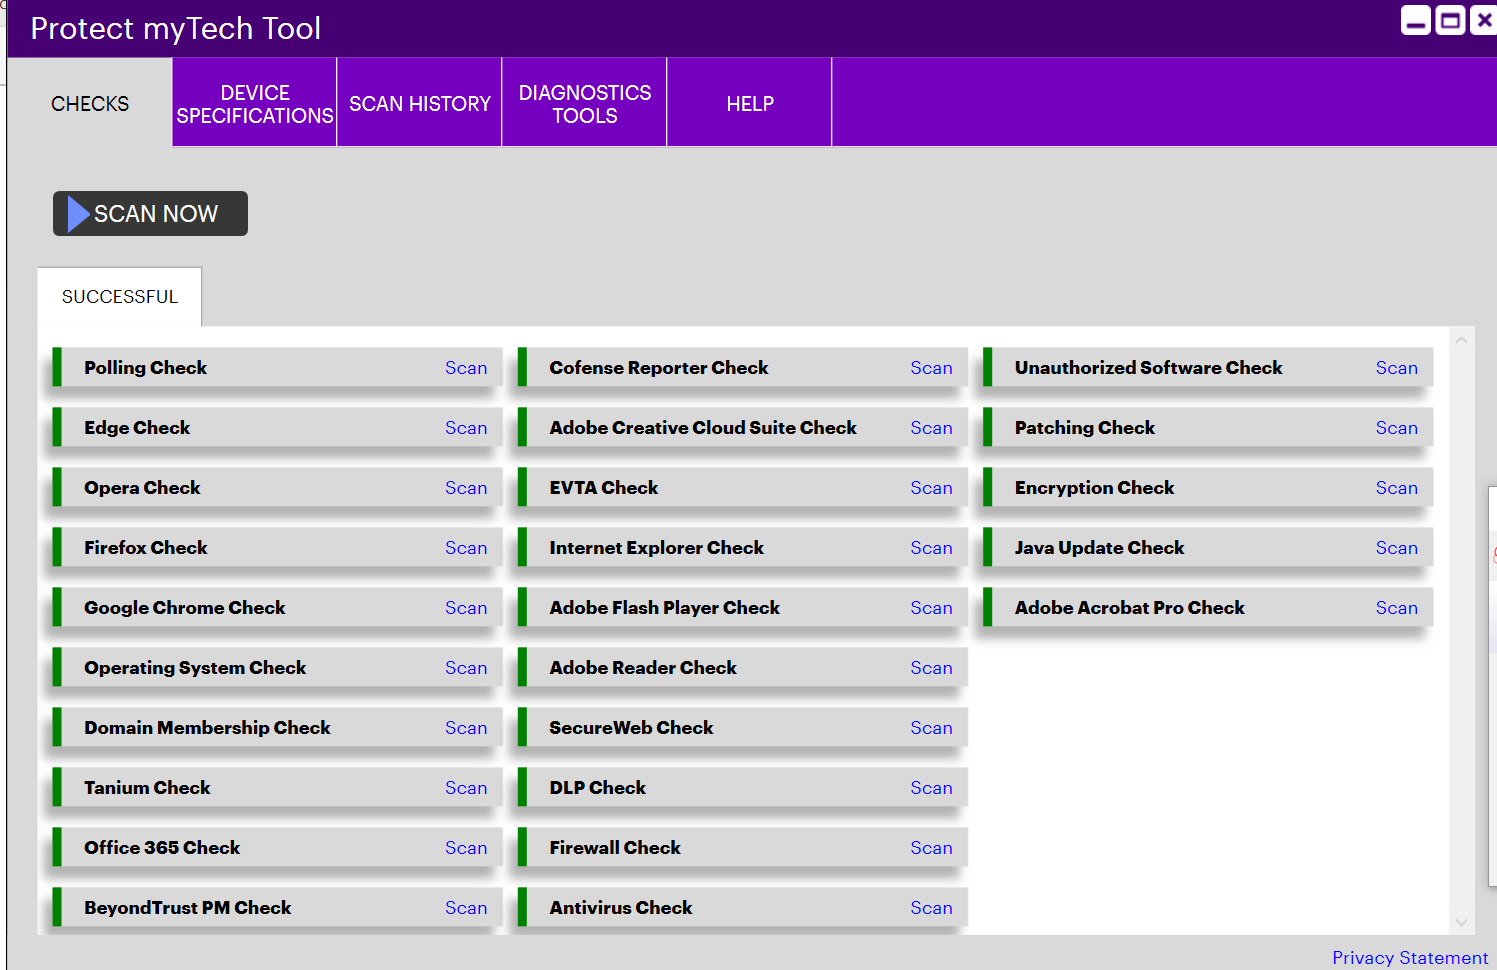 Protect myTech Tool
CHECKS
DEVICE
SPECIFICATIONS
SCAN HISTORY
DIAGNOSTICS
TOOLS
HELP
SCAN NOW
SUCCESSFUL
Polling Check Scan
Edge Check Scan
Opera Check Scan
Firefox Check Scan
Google Chrome Check Scan
Operating System Check Scan
Domain Membership Check Scan
Tanium Check Scan
Office 365 Check Scan
BeyondTrust PM Check Scan
Cofense Reporter Check Scan
Adobe Creative Cloud Suite Check Scan
EVTA Check Scan
Internet Explorer Check Scan
Adobe Flash Player Check Scan
Adobe Reader Check Scan
SecureWeb Check Scan
DLP Check Scan
Firewall Check Scan
Antivirus Check Scan
Unauthorized Software Check Scan
Patching Check Scan
Encryption Check Scan
Java Update Check Scan
Adobe Acrobat Pro Check Scan
Privacy Statement